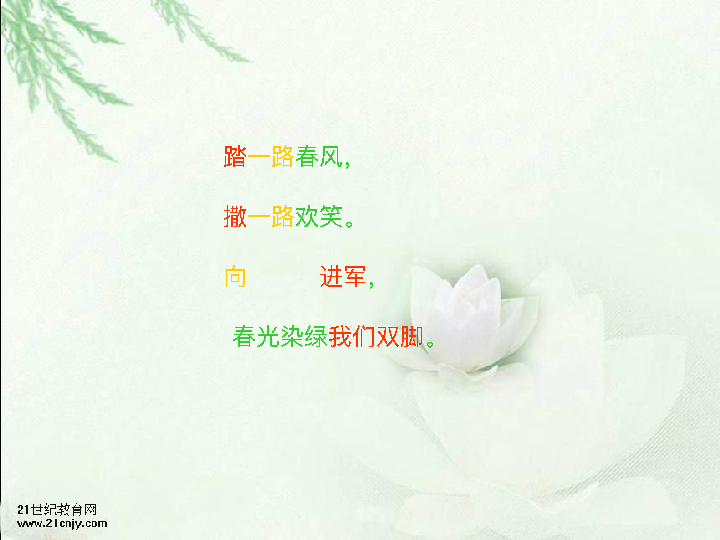 踏一路春风，
撒一路欢笑。
向　　　进军，
春光染绿我们双脚。
21世纪教育网
www.21cnjy.com